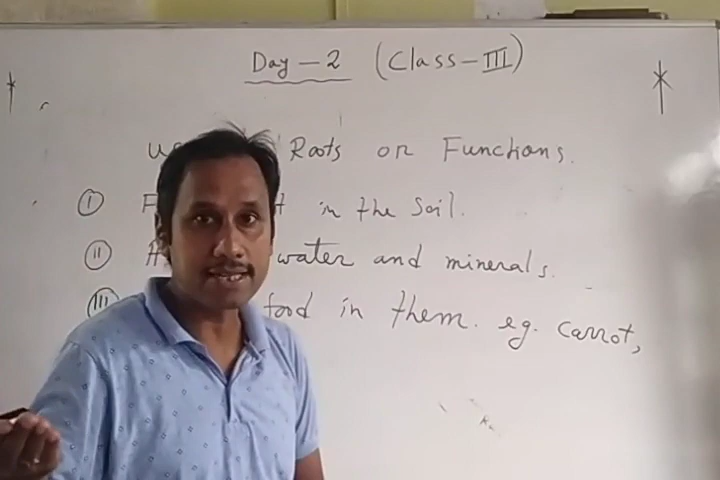 Day – 2 (Class – III)
Roots or Functions.
(I) in the Soil.
(II) water and minerals.
(III) food in them. eg. Carrot,